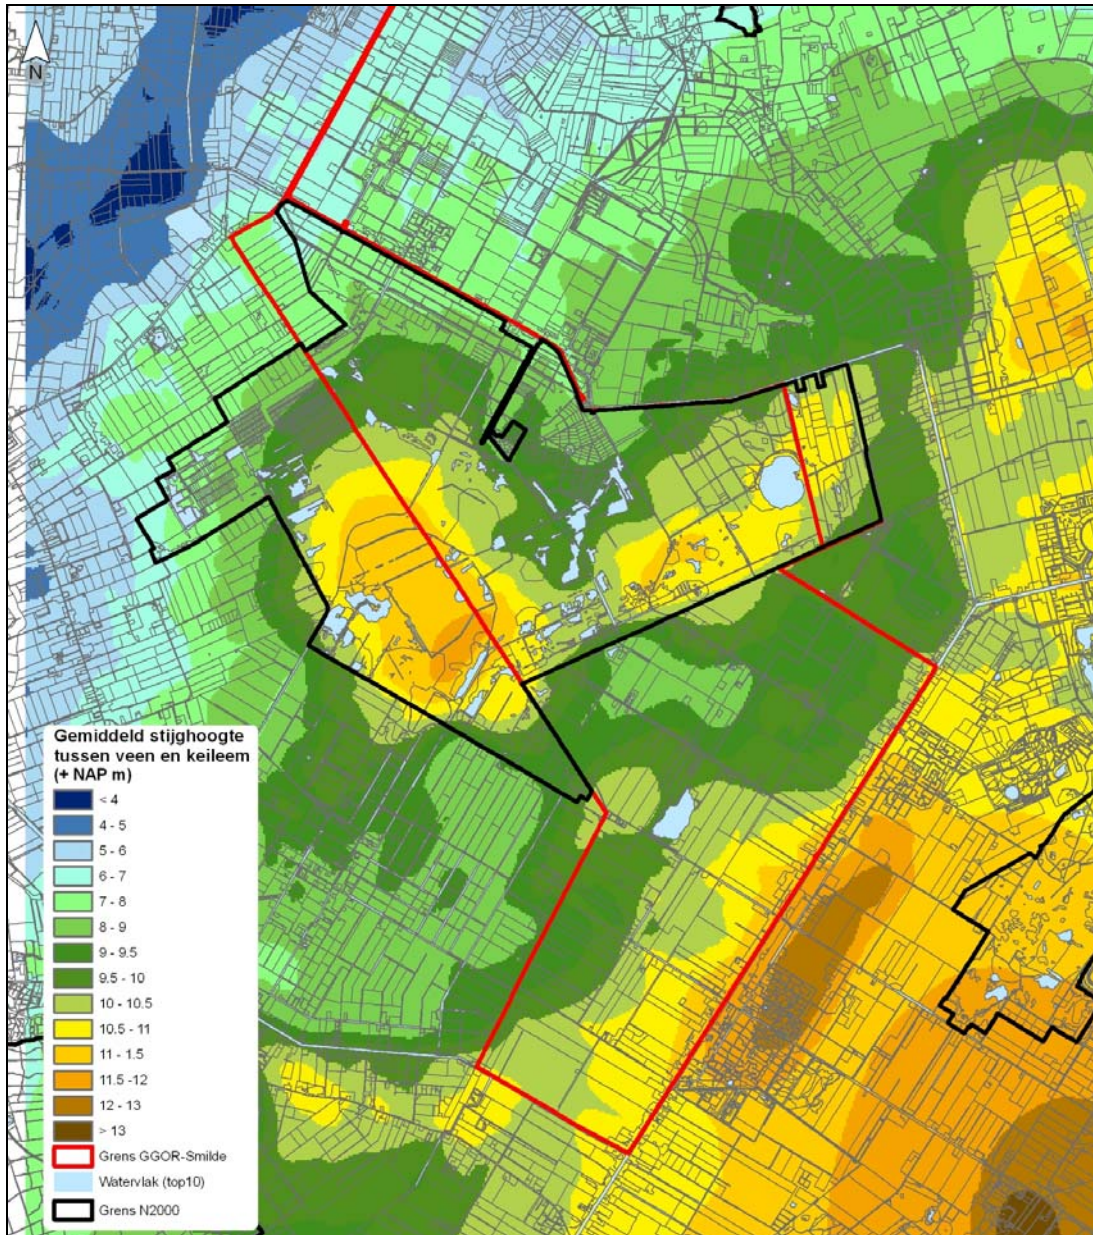 N
Gemiddeld stijghoogte
tussen veen en keileem
(+ NAP m)
< 4
4 - 5
5 - 6
6 - 7
7 - 8
8 - 9
9 - 9.5
9.5 - 10
10 - 10.5
10.5 - 11
11 - 1.5
11.5 -12
12 - 13
> 13
Grens GGOR-Smilde
Watervlak (top10)
Grens N2000